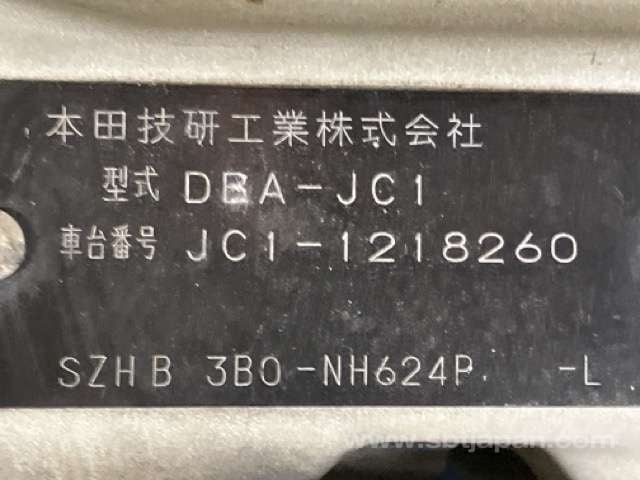 本田技研工業株式会社
型式 DBA-JC1
車台番号 JC1-1218260
SZHB 3B0-NH624P -L
www.sbtjapan.com